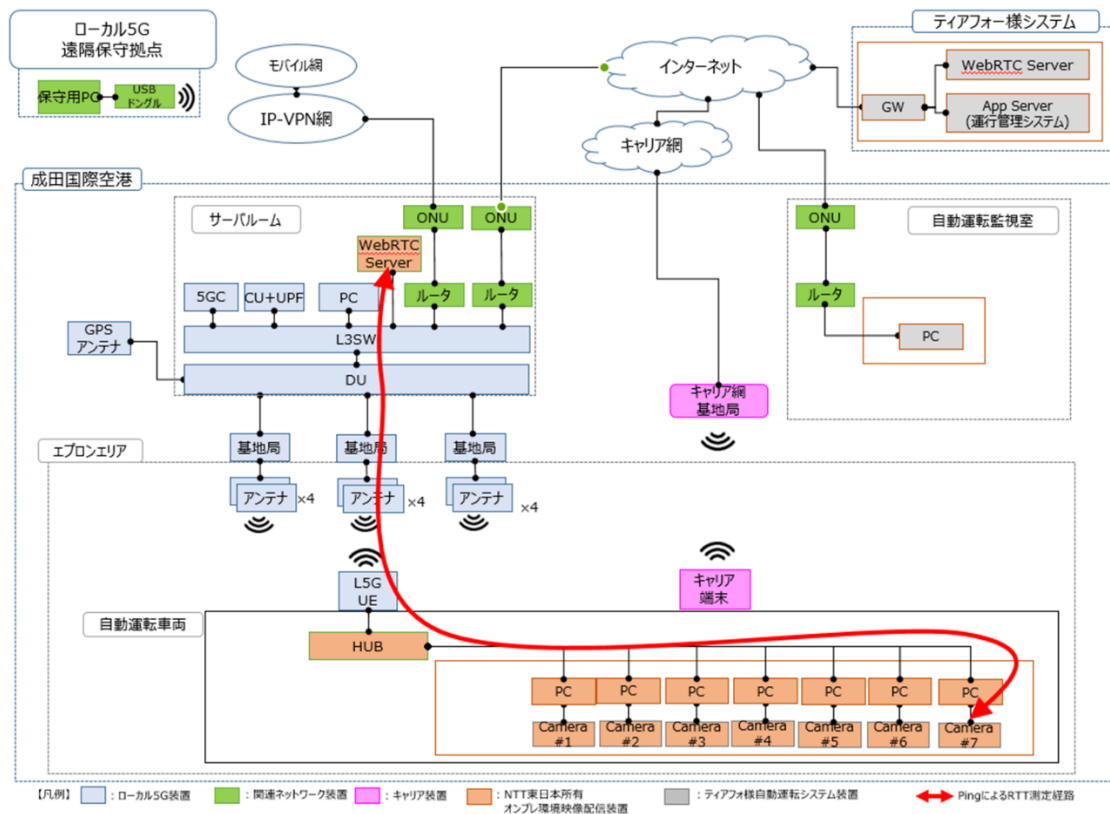 ローカル5G
遠隔保守拠点
保守用PC
USB
ドングル
モバイル網
IP-VPN網
インターネット
キャリア網
ティアフォー様システム
WebRTC Server
GW
App Server
(運行管理システム)
成田国際空港
サーバルーム
ONU
ONU
WebRTC
Server
5GC
CU+UPF
PC
ルータ
ルータ
L3SW
DU
GPS
アンテナ
ONU
自動運転監視室
ルータ
PC
キャリア網
基地局
エプロンエリア
基地局
基地局
基地局
アンテナ
×4
アンテナ
×4
アンテナ
×4
L5G
UE
キャリア
端末
自動運転車両
HUB
PC
PC
PC
PC
PC
PC
PC
Camera
#1
Camera
#2
Camera
#3
Camera
#4
Camera
#5
Camera
#6
Camera
#7
【凡例】
：ローカル5G装置
：関連ネットワーク装置
：キャリア装置
：NTT東日本所有
オンプレ環境映像配信装置
：ティアフォ様自動運転システム装置
：PingによるRTT測定経路